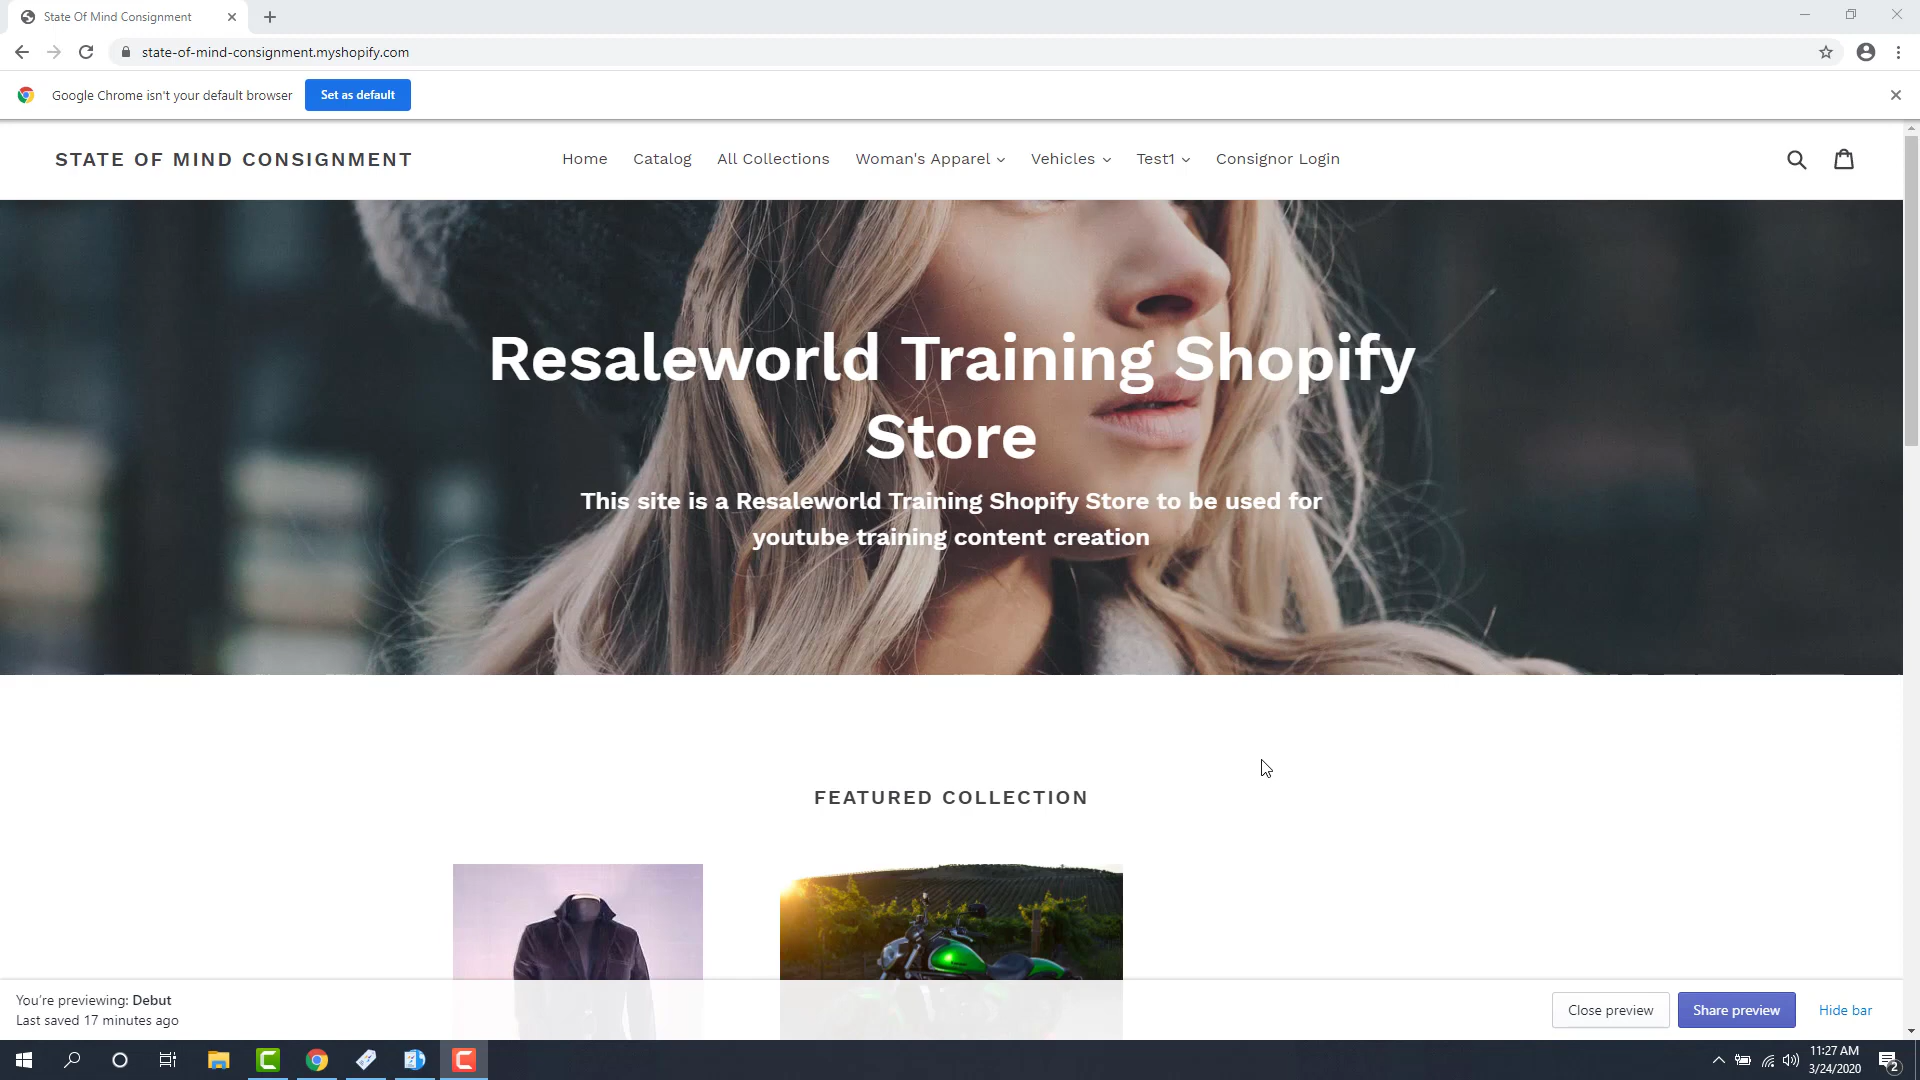 State Of Mind Consignment
state-of-mind-consignment.myshopify.com
Google Chrome isn't your default browser
Set as default
STATE OF MIND CONSIGNMENT
Home
Catalog
All Collections
Woman's Apparel
Vehicles
Test1
Consignor Login
Resaleworld Training Shopify
Store
This site is a Resaleworld Training Shopify Store to be used for
youtube training content creation
FEATURED COLLECTION
You're previewing: Debut
Last saved 17 minutes ago
Close preview
Share preview
Hide bar
11:27 AM
3/24/2020
2